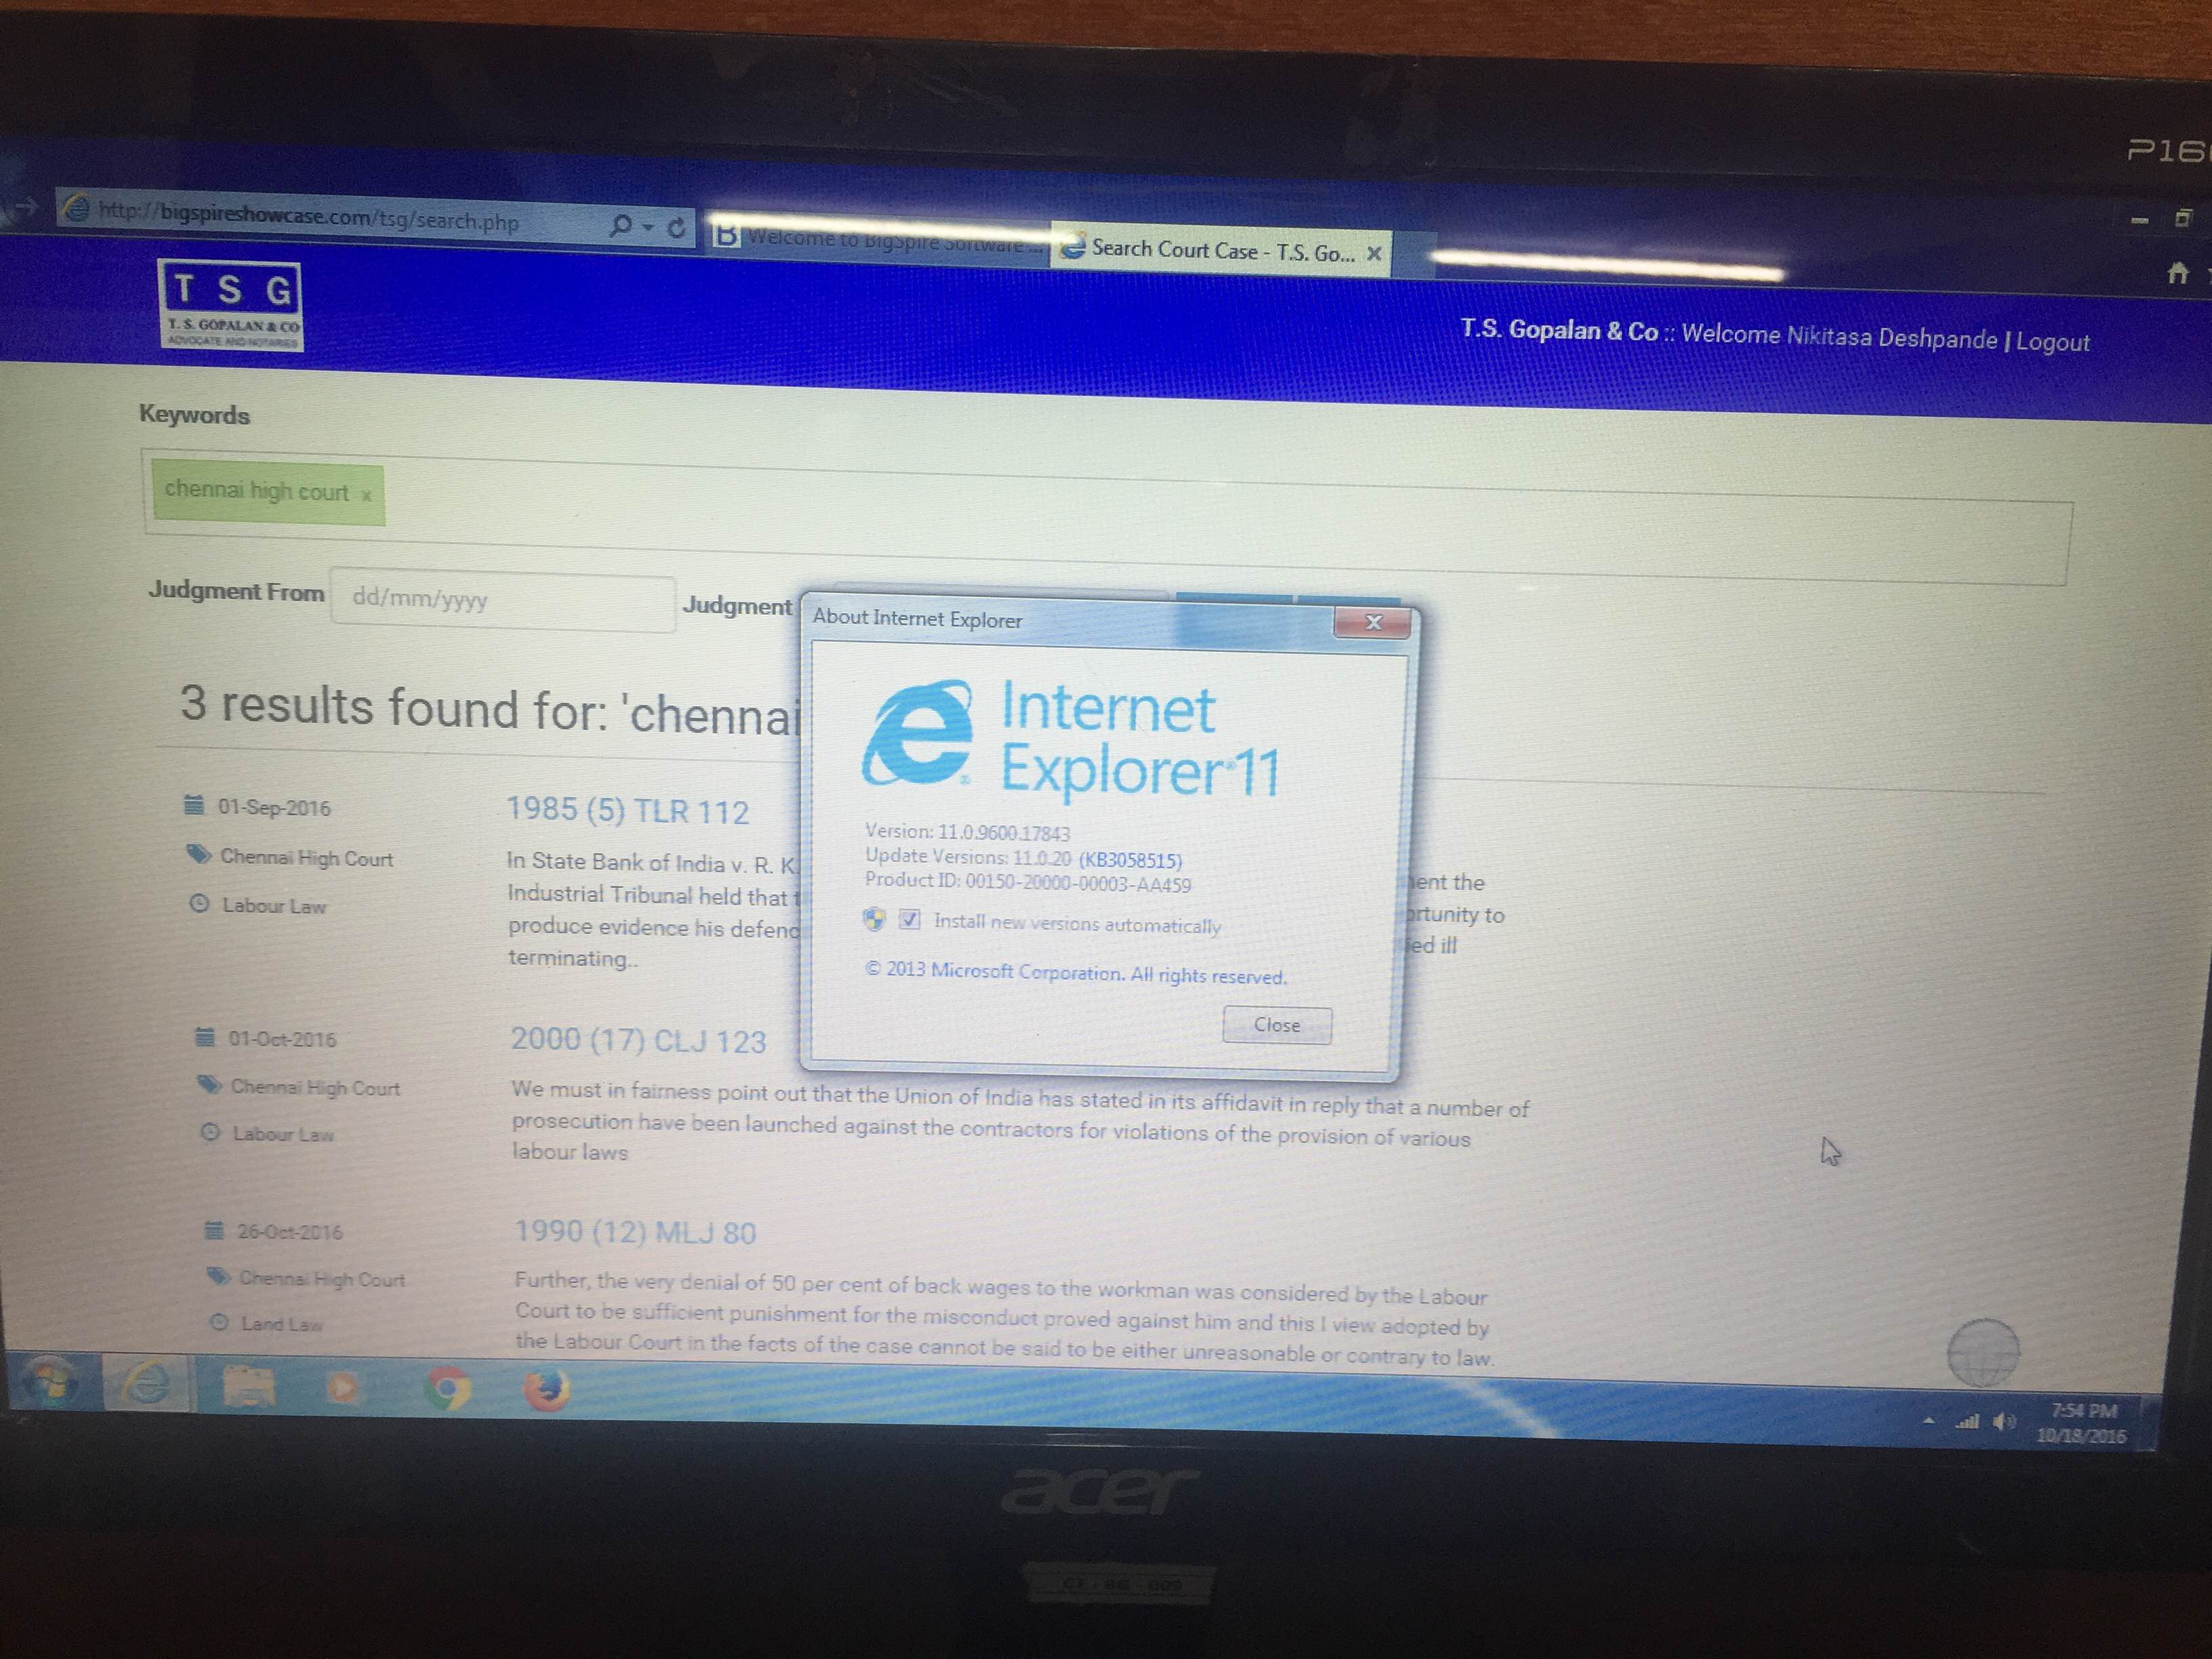 P16
http://bigspireshowcase.com/tsg/search.php
Welcome to BigSpire Software ...
Search Court Case - T.S. Go... x
T S G
T. S. GOPALAN & CO
ADVOCATE AND NOTARIES
T.S. Gopalan & Co :: Welcome Nikitasa Deshpande | Logout
Keywords
chennai high court x
Judgment From dd/mm/yyyy Judgment
3 results found for: 'chennai
01-Sep-2016
Chennai High Court
Labour Law
1985 (5) TLR 112
In State Bank of India v. R. K
Industrial Tribunal held that
produce evidence his defenc
terminating..
ent the
ortunity to
ied ill
About Internet Explorer
Internet
Explorer®11
Version: 11.0.9600.17843
Update Versions: 11.0.20 (KB3058515)
Product ID: 00150-20000-00003-AA459
Install new versions automatically
© 2013 Microsoft Corporation. All rights reserved.
Close
01-Oct-2016
Chennai High Court
Labour Law
2000 (17) CLJ 123
We must in fairness point out that the Union of India has stated in its affidavit in reply that a number of
prosecution have been launched against the contractors for violations of the provision of various
labour laws
26-Oct-2016
Chennai High Court
Land Law
1990 (12) MLJ 80
Further, the very denial of 50 per cent of back wages to the workman was considered by the Labour
Court to be sufficient punishment for the misconduct proved against him and this I view adopted by
the Labour Court in the facts of the case cannot be said to be either unreasonable or contrary to law.
7:54 PM
10/18/2016
acer